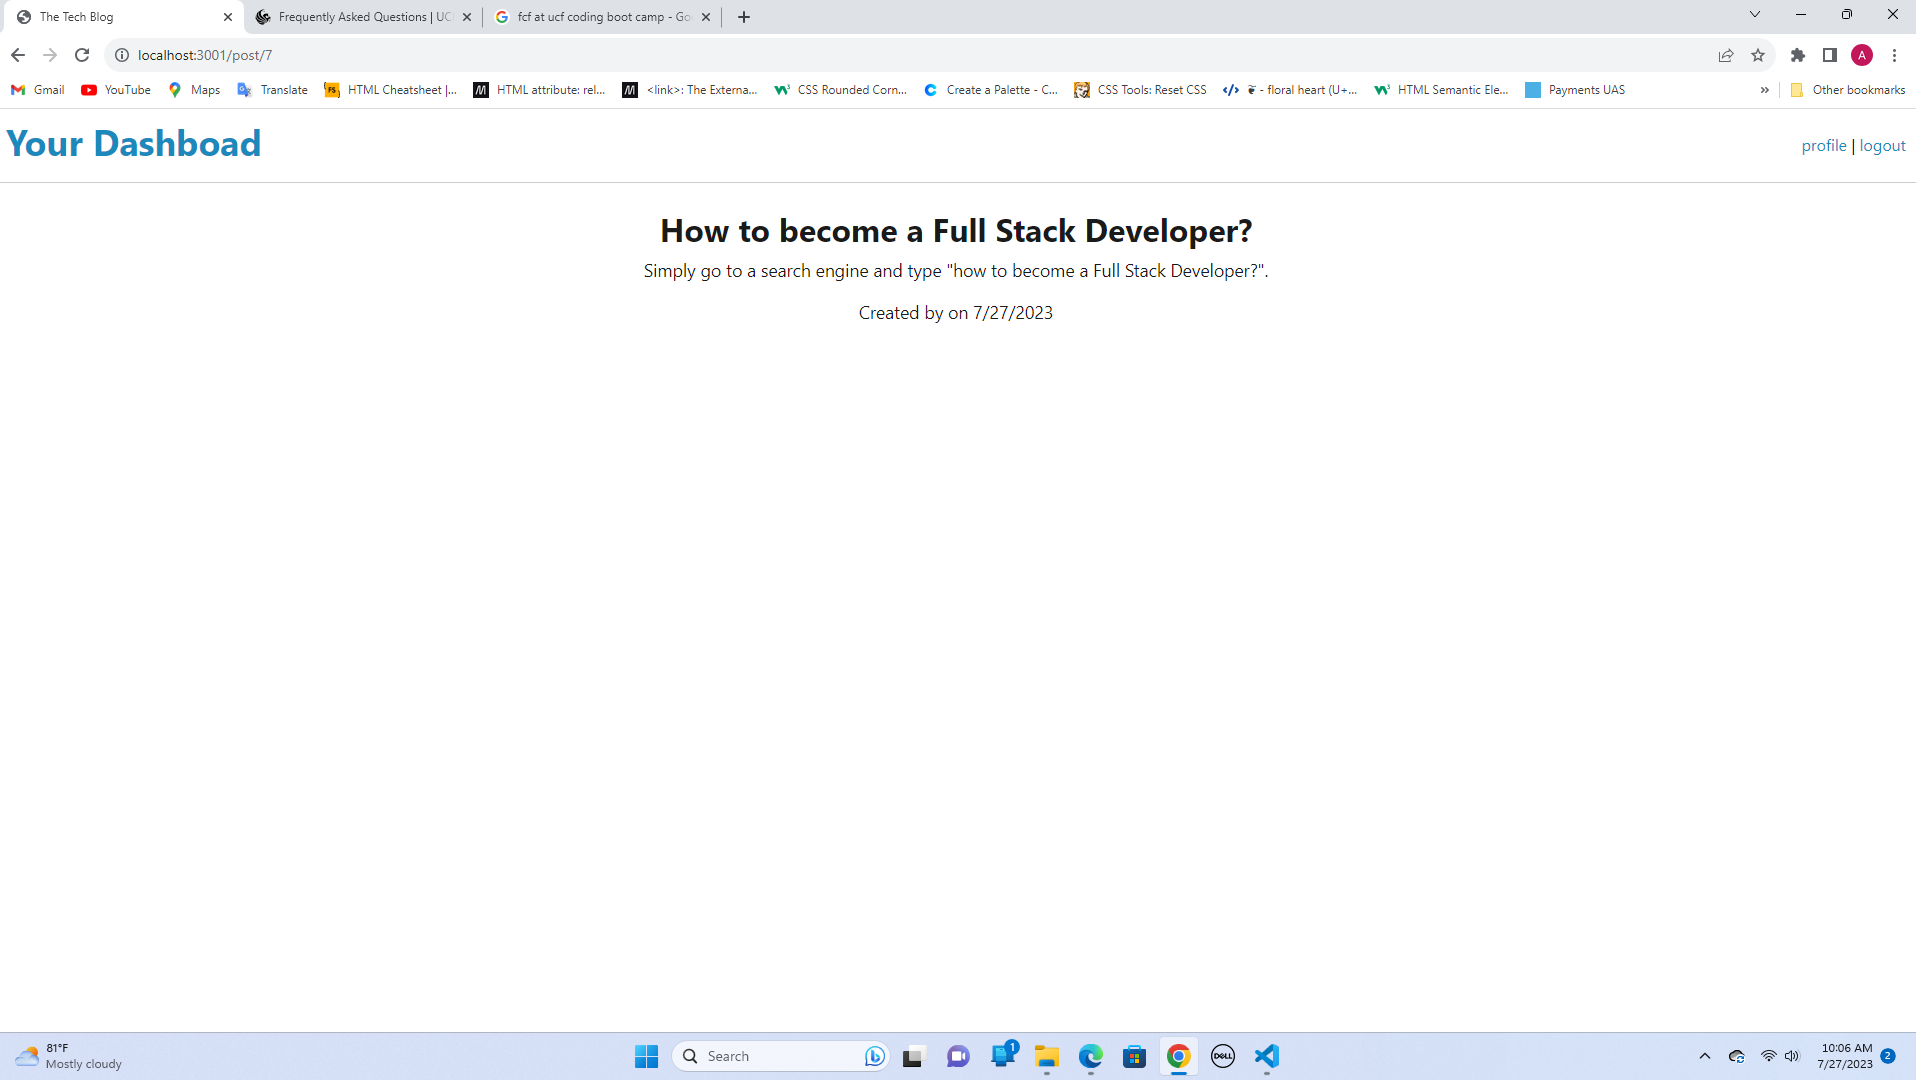 The Tech Blog
Frequently Asked Questions | UC
fcf at ucf coding boot camp - Goo
localhost:3001/post/7
A
Gmail
YouTube
Maps
Translate
HTML Cheatsheet |...
HTML attribute: rel...
<link>: The Externa...
CSS Rounded Corn...
Create a Palette - C...
CSS Tools: Reset CSS
❦ - floral heart (U+...
HTML Semantic Ele...
Payments UAS
»
Other bookmarks
Your Dashboad
profile | logout
How to become a Full Stack Developer?
Simply go to a search engine and type "how to become a Full Stack Developer?".
Created by on 7/27/2023
81°F
Mostly cloudy
Search
1
DELL
10:06 AM
7/27/2023
2